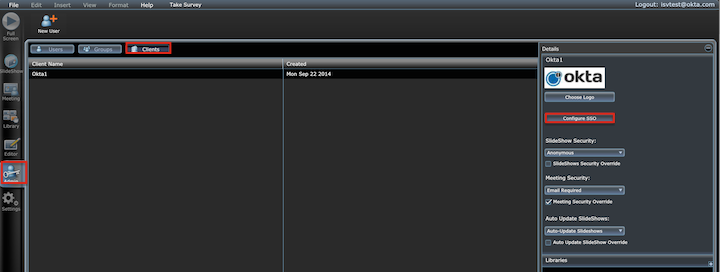 File Edit Insert View Format Help Take Survey Logout: isvtest@okta.com
New User
Full Screen
SlideShow
Meeting
Library
Editor
Settings
Users Groups Clients
Client Name Created
Okta1 Mon Sep 22 2014
Details
Okta1
okta
Choose Logo
Configure SSO
SlideShow Security:
Anonymous
SlideShows Security Override
Meeting Security:
Email Required
Meeting Security Override
Auto Update SlideShows:
Auto-Update Slideshows
Auto Update SlideShow Override
Libraries